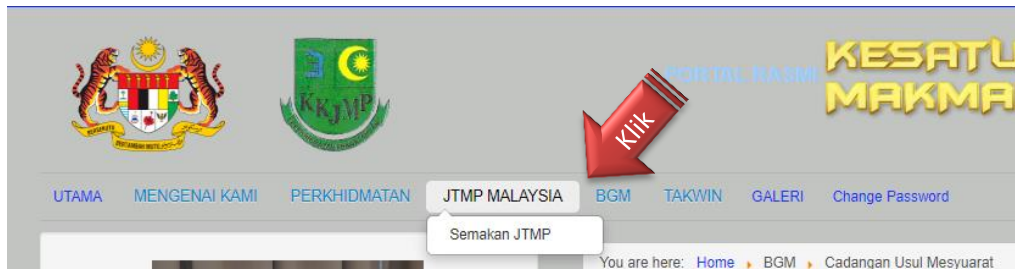 KKJMP
PORTAL RASMI
KESATU
MAKMA
Klik
UTAMA MENGENAI KAMI PERKHIDMATAN JTMP MALAYSIA BGM TAKWIN GALERI Change Password
Semakan JTMP
You are here: Home BGM Cadangan Usul Mesyuarat